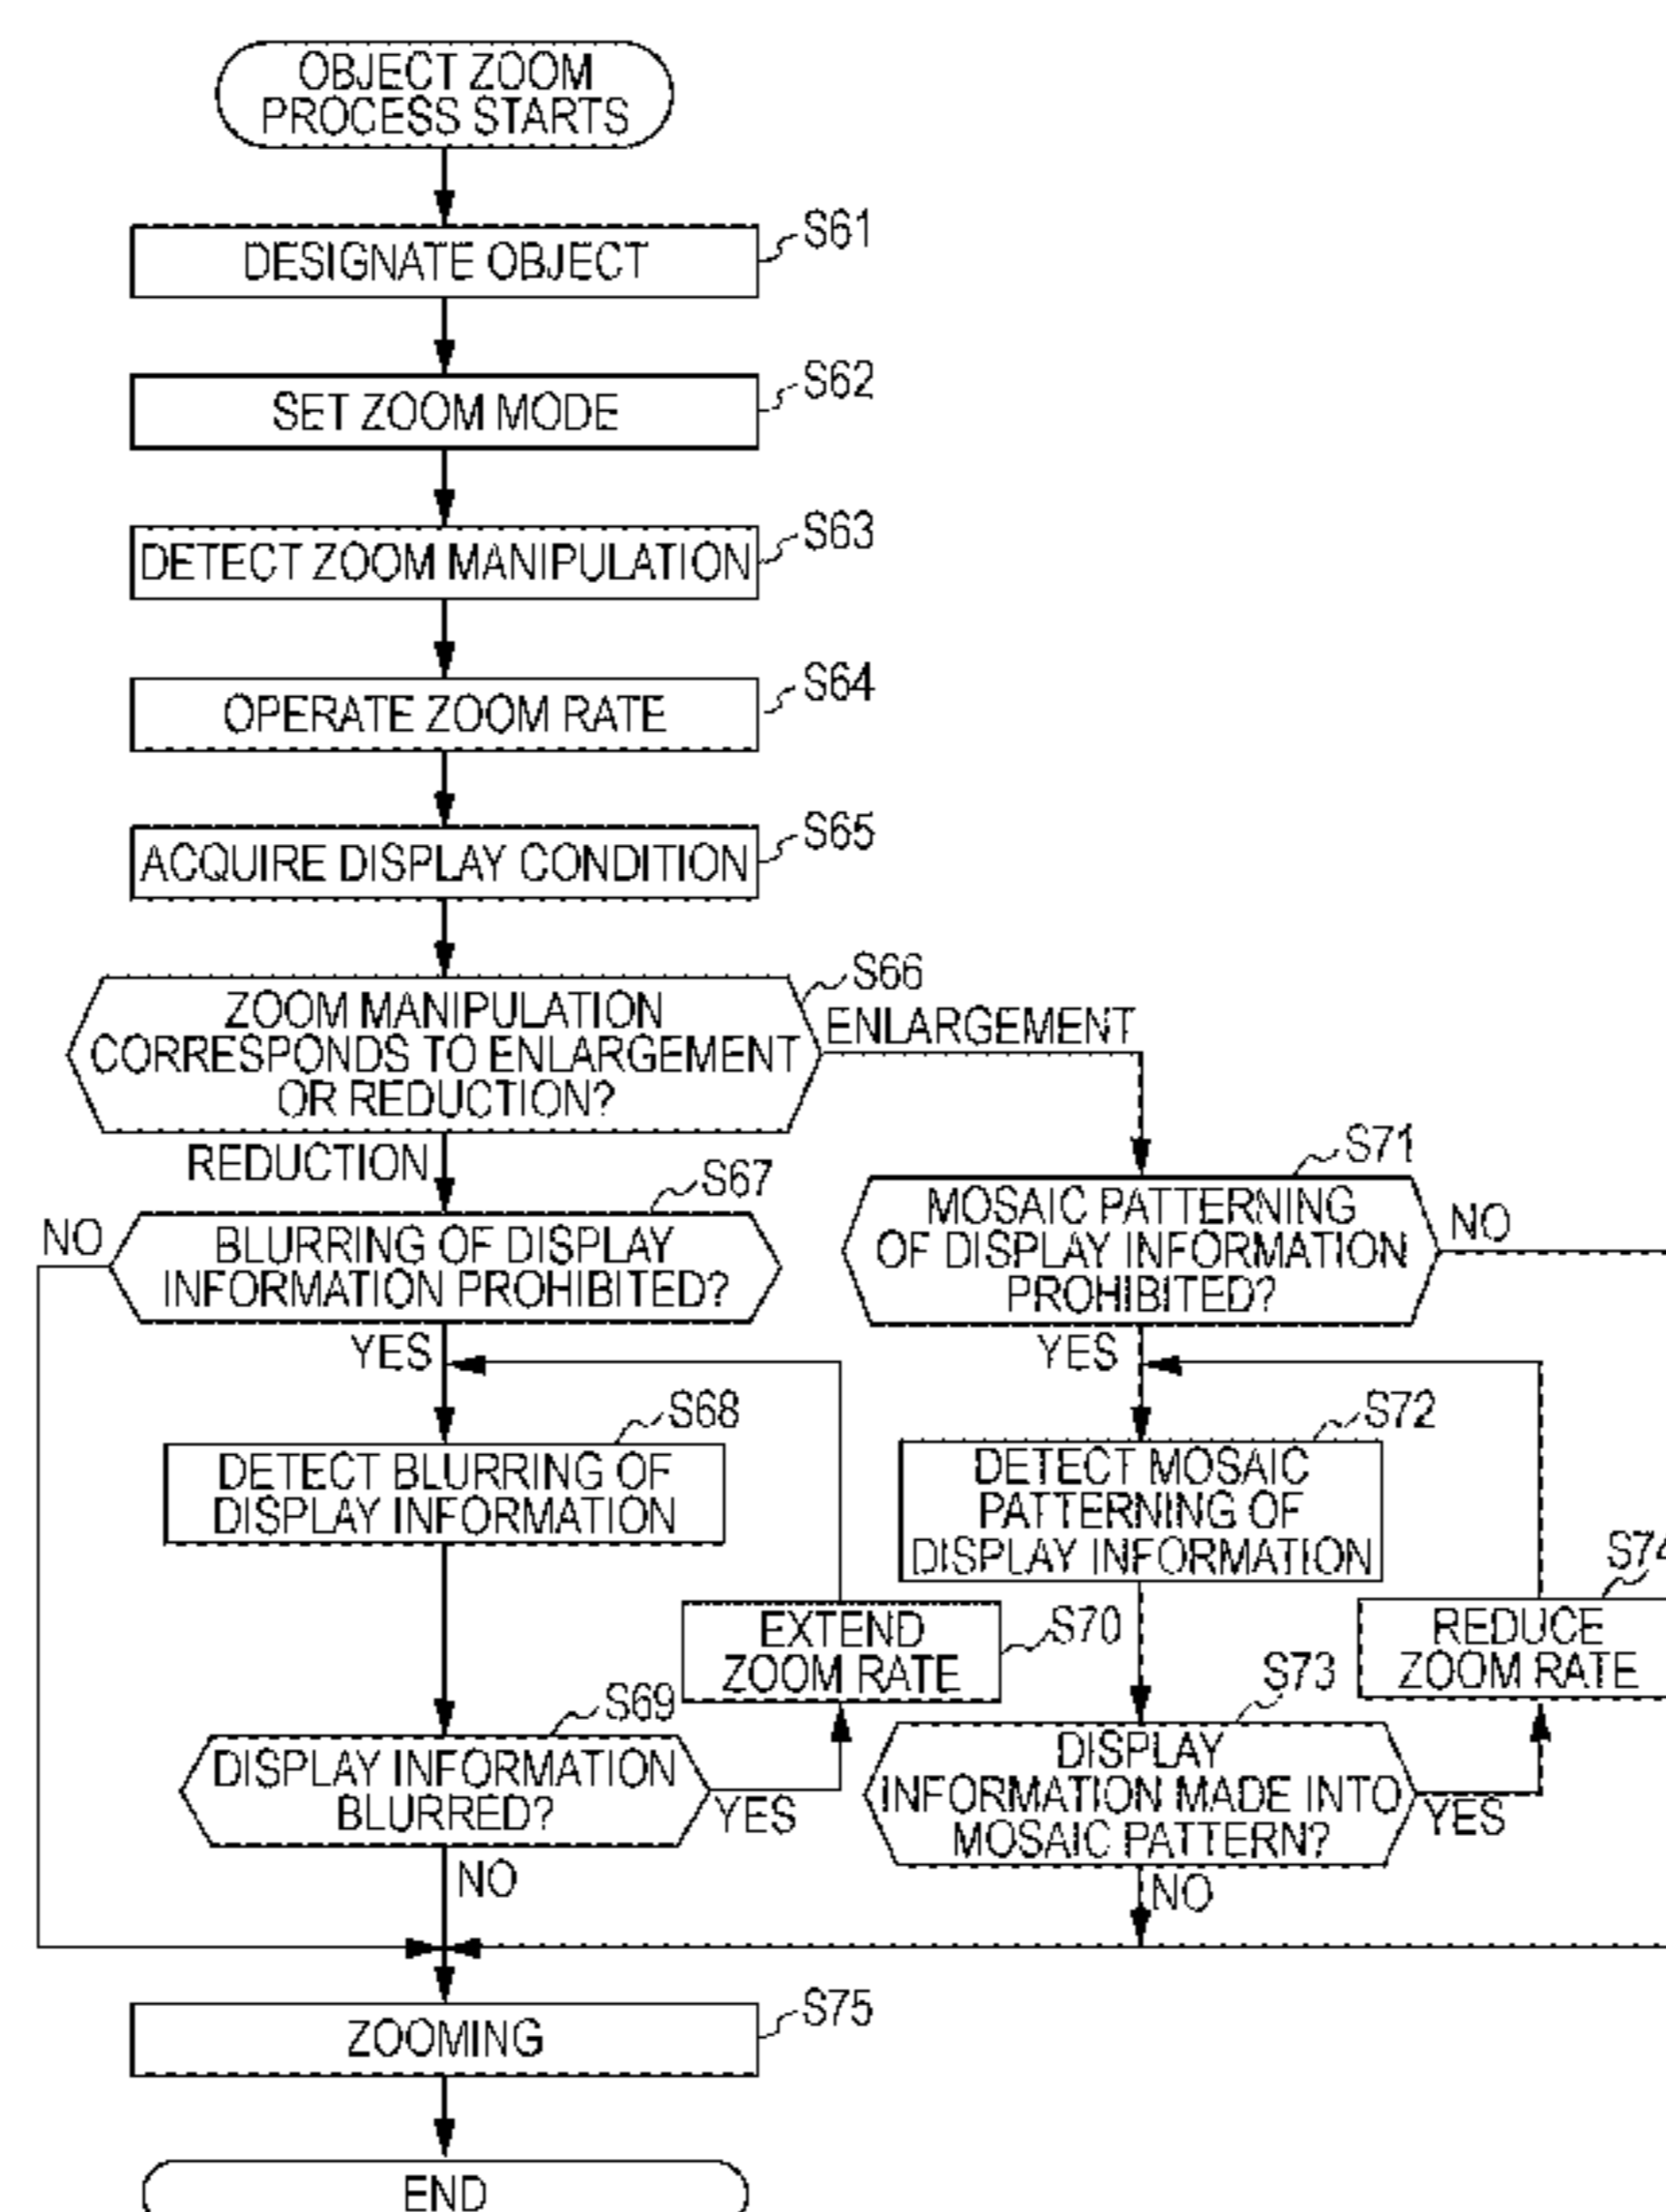 OBJECT ZOOM
PROCESS STARTS
S61
DESIGNATE OBJECT
S62
SET ZOOM MODE
S63
DETECT ZOOM MANIPULATION
S64
OPERATE ZOOM RATE
S65
ACQUIRE DISPLAY CONDITION
S66
ZOOM MANIPULATION
CORRESPONDS TO ENLARGEMENT
OR REDUCTION?
ENLARGEMENT
REDUCTION
S67
NO
BLURRING OF DISPLAY
INFORMATION PROHIBITED?
YES
S68
DETECT BLURRING OF
DISPLAY INFORMATION
S70
EXTEND
ZOOM RATE
S69
DISPLAY INFORMATION
BLURRED?
YES
NO
S71
MOSAIC PATTERNING
OF DISPLAY INFORMATION
PROHIBITED?
NO
YES
S72
DETECT MOSAIC
PATTERNING OF
DISPLAY INFORMATION
S74
REDUCE
ZOOM RATE
S73
DISPLAY
INFORMATION MADE INTO
MOSAIC PATTERN?
YES
NO
S75
ZOOMING
END